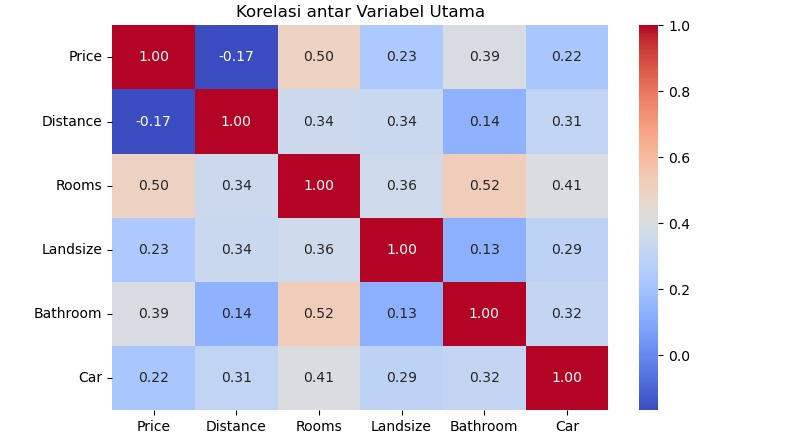 Korelasi antar Variabel Utama
Price 1.00 -0.17 0.50 0.23 0.39 0.22
Distance -0.17 1.00 0.34 0.34 0.14 0.31
Rooms 0.50 0.34 1.00 0.36 0.52 0.41
Landsize 0.23 0.34 0.36 1.00 0.13 0.29
Bathroom 0.39 0.14 0.52 0.13 1.00 0.32
Car 0.22 0.31 0.41 0.29 0.32 1.00
Price Distance Rooms Landsize Bathroom Car
1.0
0.8
0.6
0.4
0.2
0.0